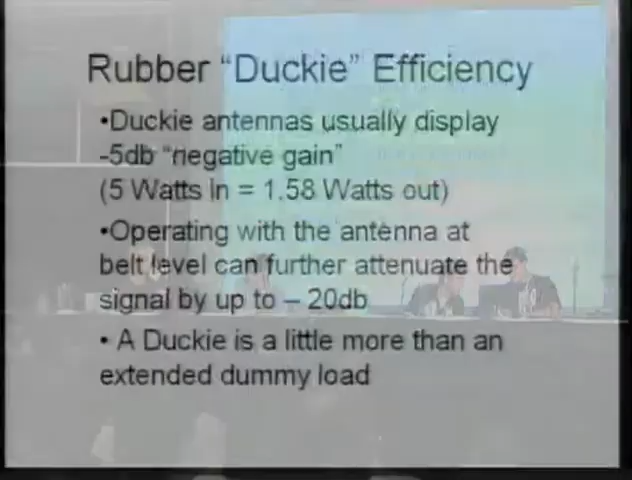 Rubber “Duckie” Efficiency
•Duckie antennas usually display
-5db “negative gain”
(5 Watts in = 1.58 Watts out)
•Operating with the antenna at
belt level can further attenuate the
signal by up to – 20db
• A Duckie is a little more than an
extended dummy load